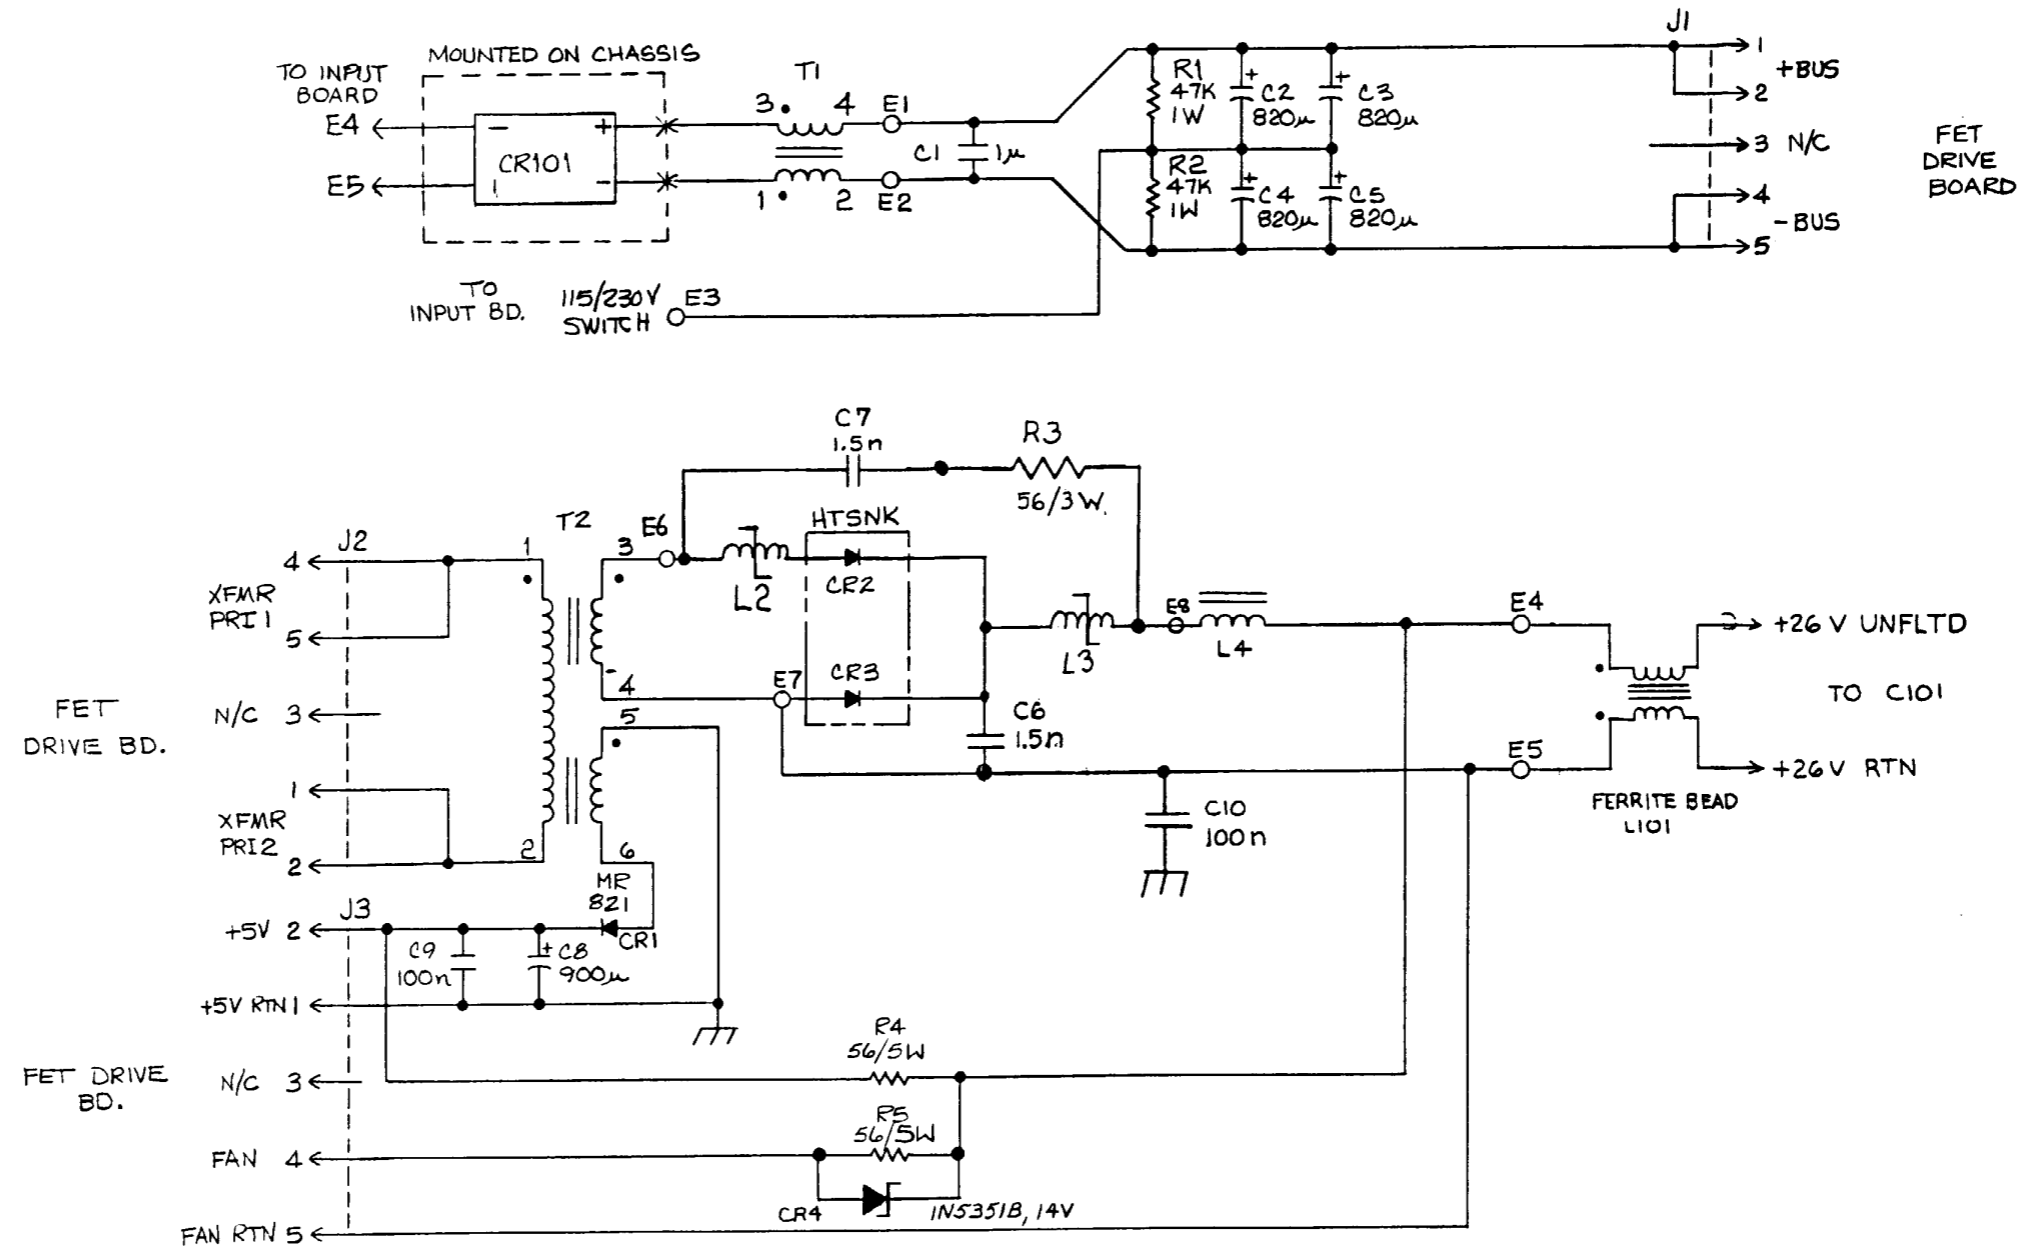 J1
MOUNTED ON CHASSIS
TO INPUT
BOARD
T1
E4
E5
CR101
3 4 E1
1 2 E2
C1 1μ
R1
47K
1W
C2
820μ
C3
820μ
R2
47K
1W
C4
820μ
C5
820μ
1
+BUS
2
3 N/C
4
-BUS
5
FET
DRIVE
BOARD
TO
INPUT BD.
115/230V
SWITCH
E3
C7
1.5n
R3
56/3W
HTSNK
J2
T2
E6
4
XFMR
PRI1
5
1
3
L2
CR2
E8
L3
L4
E4
+26V UNFLTD
TO C101
FET
DRIVE BD.
N/C 3
4
E7
CR3
5
C6
1.5n
E5
+26V RTN
FERRITE BEAD
L101
1
XFMR
PRI2
2
2
6
C10
100n
MR
821
CR1
J3
+5V 2
C9
100n
C8
900μ
+5V RTN 1
R4
56/5W
FET DRIVE
BD.
N/C 3
R5
56/5W
FAN 4
CR4
1N5351B, 14V
FAN RTN 5